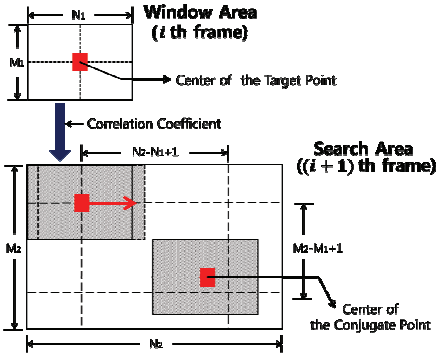 N₁
Window Area
(i th frame)
M₁
Center of the Target Point
Correlation Coefficient
N₂-N₁+1
Search Area
((i + 1) th frame)
M₂
M₂-M₁+1
Center of
the Conjugate Point
N₂